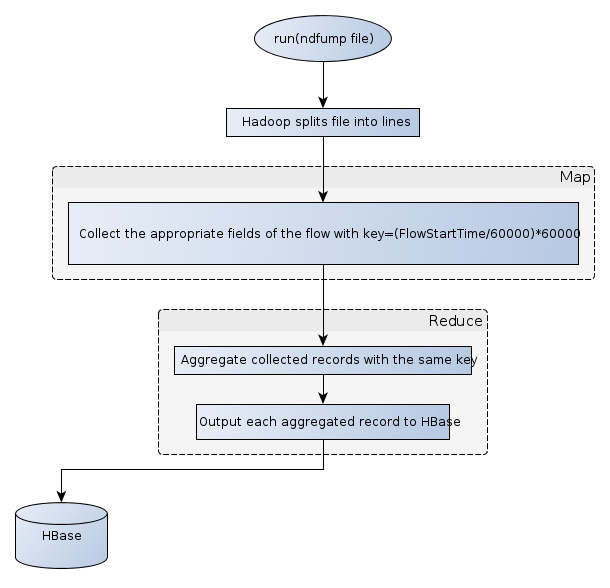 run(ndfump file)
Hadoop splits file into lines
Map
Collect the appropriate fields of the flow with key=(FlowStartTime/60000)*60000
Reduce
Aggregate collected records with the same key
Output each aggregated record to HBase
HBase